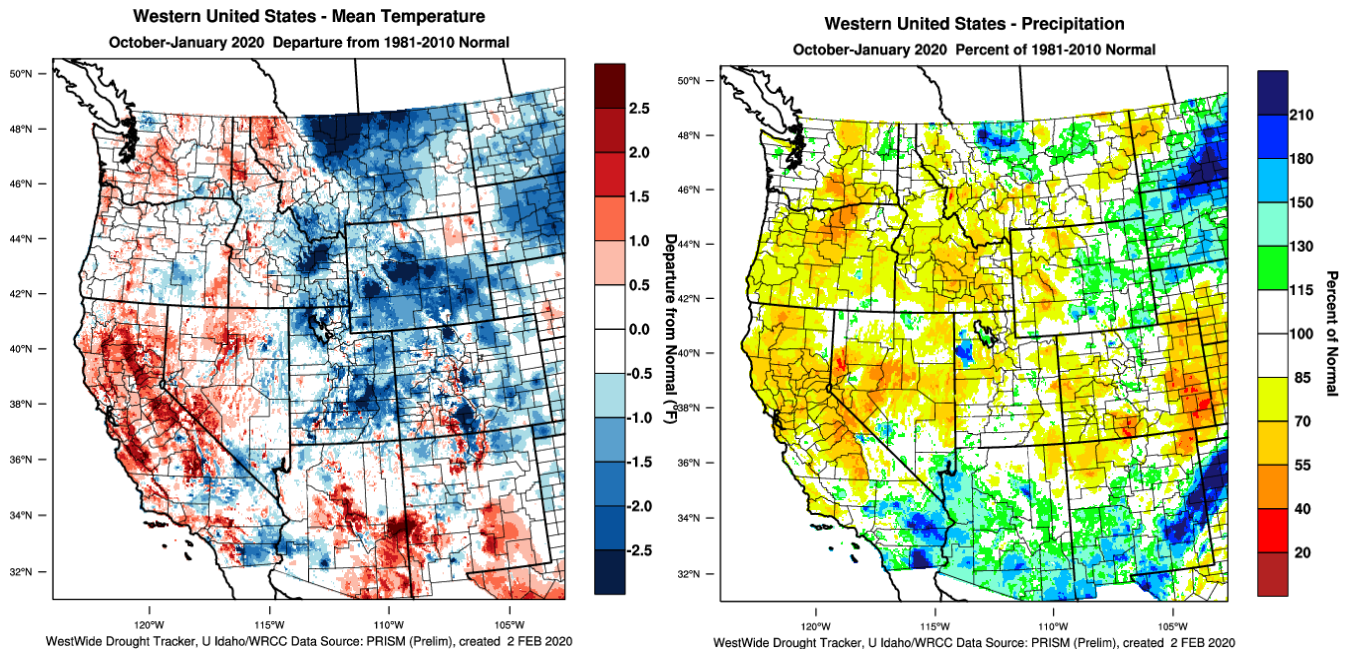 Western United States - Mean Temperature
October-January 2020 Departure from 1981-2010 Normal
50°N
48°N
46°N
44°N
42°N
40°N
38°N
36°N
34°N
32°N
120°W
115°W
110°W
105°W
2.5
2.0
1.5
1.0
0.5
0.0
-0.5
-1.0
-1.5
-2.0
-2.5
Departure from Normal (°F)
WestWide Drought Tracker, U Idaho/WRCC Data Source: PRISM (Prelim), created 2 FEB 2020
Western United States - Precipitation
October-January 2020 Percent of 1981-2010 Normal
50°N
48°N
46°N
44°N
42°N
40°N
38°N
36°N
34°N
32°N
120°W
115°W
110°W
105°W
210
180
150
130
115
100
85
70
55
40
20
Percent of Normal
WestWide Drought Tracker, U Idaho/WRCC Data Source: PRISM (Prelim), created 2 FEB 2020